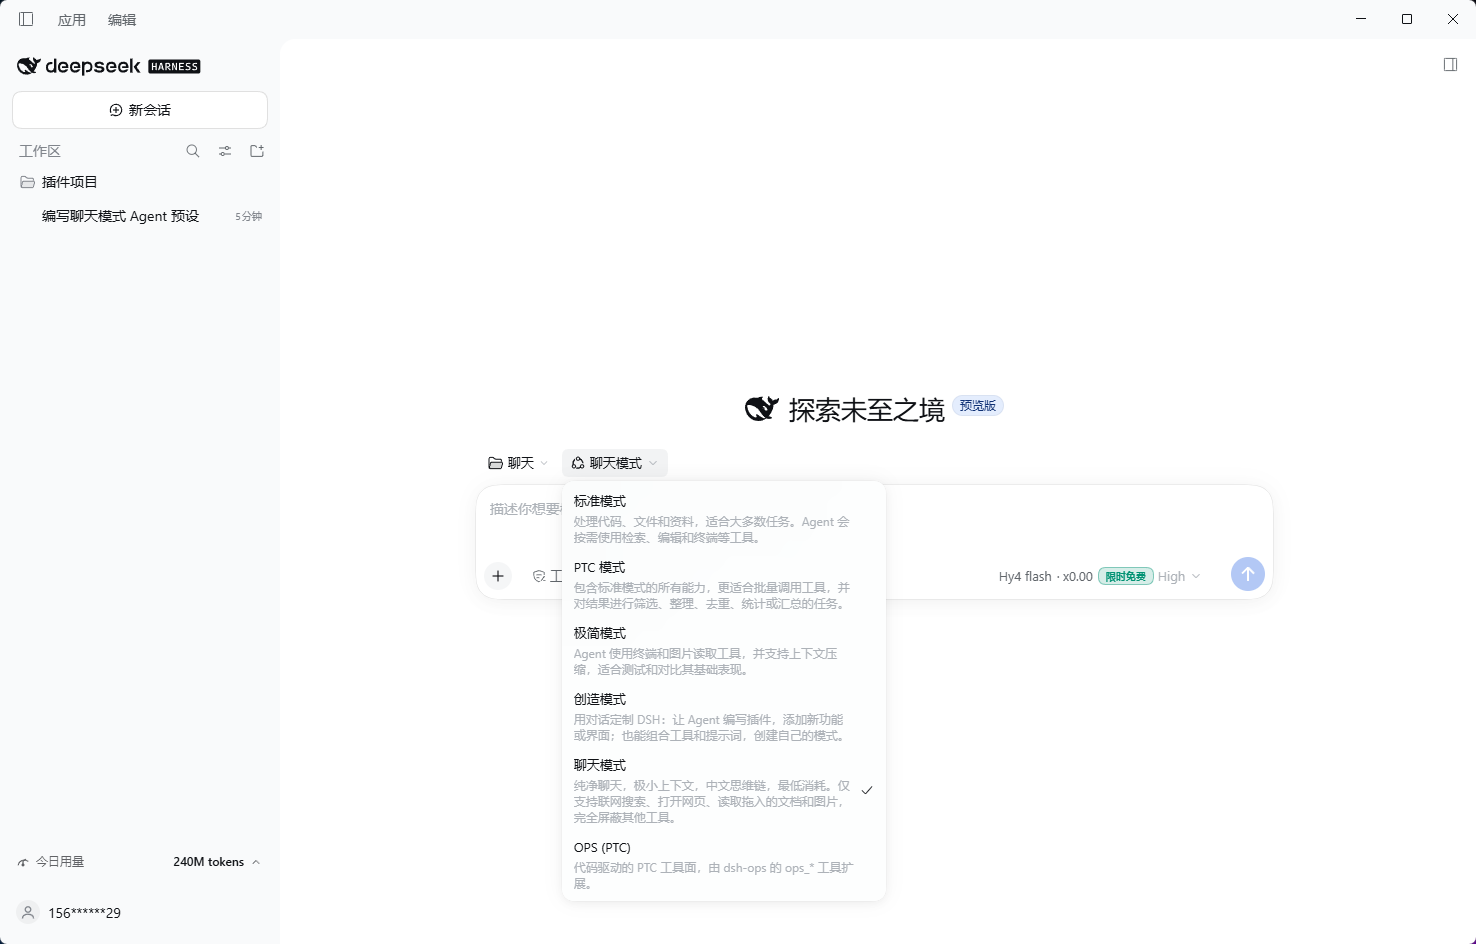 应用 编辑
deepseek HARNESS
新会话
工作区
插件项目
编写聊天模式 Agent 预设 5分钟
探索未至之境 预览版
聊天 聊天模式
描述你想要
工
Hy4 flash · x0.00 限时免费 High
标准模式
处理代码、文件和资料，适合大多数任务。Agent 会
按需使用检索、编辑和终端等工具。
PTC 模式
包含标准模式的所有能力，更适合批量调用工具，并
对结果进行筛选、整理、去重、统计或汇总的任务。
极简模式
Agent 使用终端和图片读取工具，并支持上下文压
缩，适合测试和对比其基础表现。
创造模式
用对话定制 DSH：让 Agent 编写插件，添加新功能
或界面；也能组合工具和提示词，创建自己的模式。
聊天模式
纯净聊天，极小上下文，中文思维链，最低消耗。仅
支持联网搜索、打开网页、读取拖入的文档和图片，
完全屏蔽其他工具。
OPS (PTC)
代码驱动的 PTC 工具面，由 dsh-ops 的 ops_* 工具扩
展。
今日用量 240M tokens
156******29